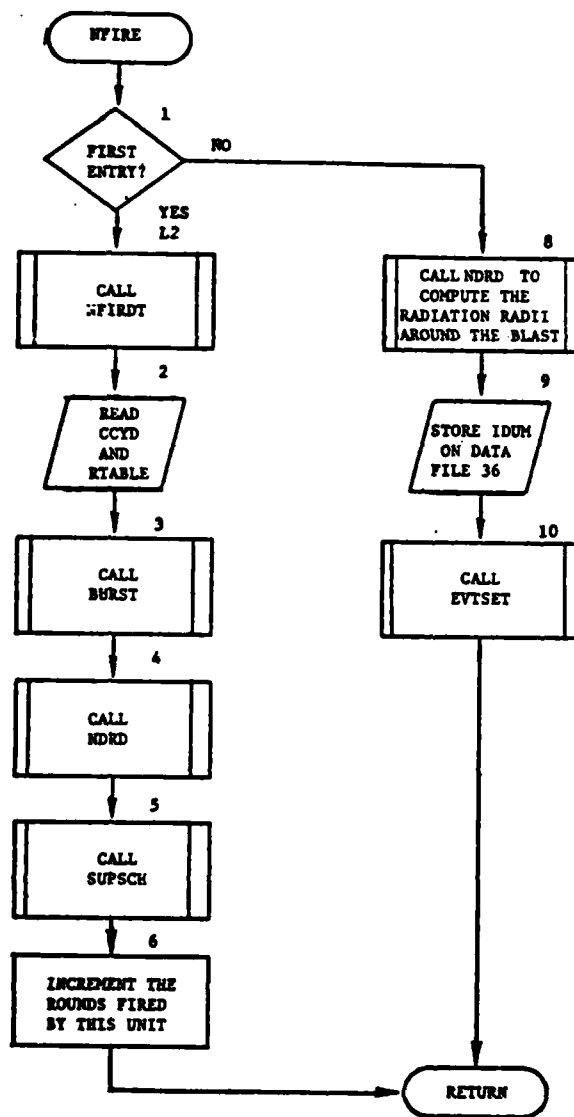 NFIRE
1
FIRST
ENTRY?
NO
YES
L2
CALL
NFIRDT
2
READ
CCYD
AND
RTABLE
3
CALL
BURST
4
CALL
NDRD
5
CALL
SUPSCH
6
INCREMENT THE
ROUNDS FIRED
BY THIS UNIT
8
CALL NDRD TO
COMPUTE THE
RADIATION RADII
AROUND THE BLAST
9
STORE IDUM
ON DATA
FILE 36
10
CALL
EVTSET
RETURN